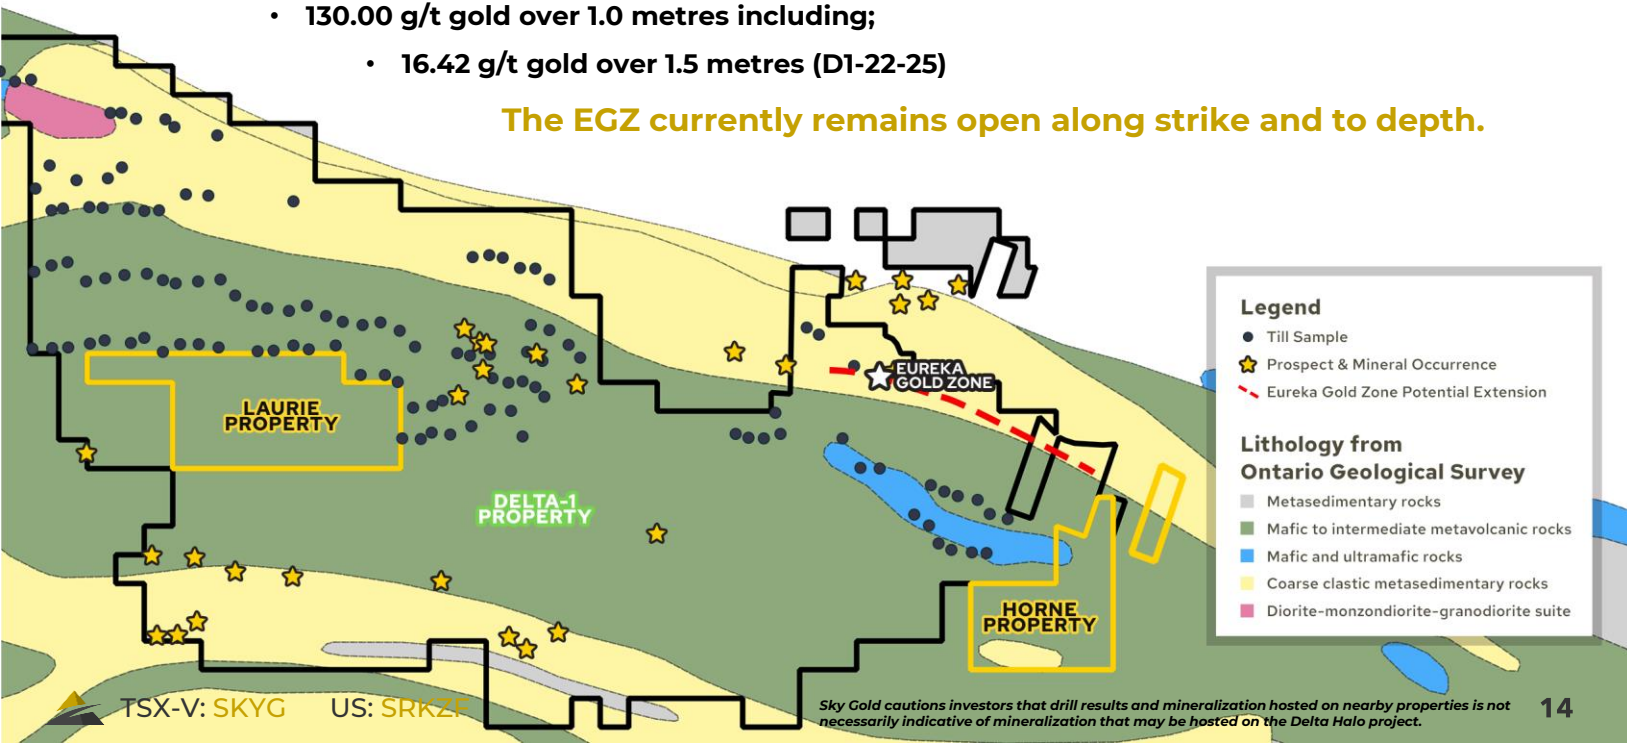 • 130.00 g/t gold over 1.0 metres including;
• 16.42 g/t gold over 1.5 metres (D1-22-25)
The EGZ currently remains open along strike and to depth.
EUREKA
GOLD ZONE
LAURIE
PROPERTY
DELTA-1
PROPERTY
HORNE
PROPERTY
Legend
Till Sample
Prospect & Mineral Occurrence
Eureka Gold Zone Potential Extension
Lithology from
Ontario Geological Survey
Metasedimentary rocks
Mafic to intermediate metavolcanic rocks
Mafic and ultramafic rocks
Coarse clastic metasedimentary rocks
Diorite-monzondiorite-granodiorite suite
TSX-V: SKYG US: SRKZF
Sky Gold cautions investors that drill results and mineralization hosted on nearby properties is not
necessarily indicative of mineralization that may be hosted on the Delta Halo project.
14